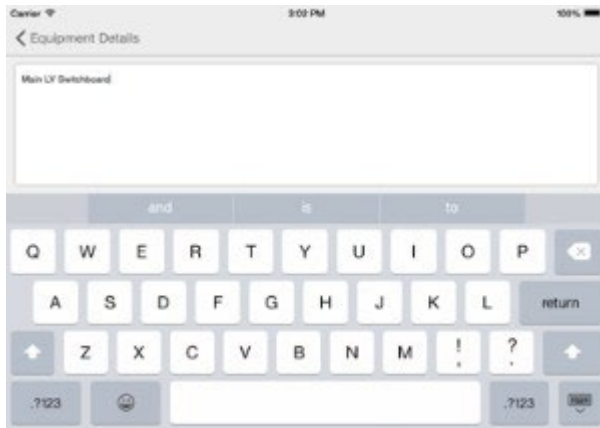 Carrier 3:02 PM 100%
Equipment Details
Main LV Switchboard
and is to
Q W E R T Y U I O P
A S D F G H J K L return
Z X C V B N M ! , ? .
.?123 .?123